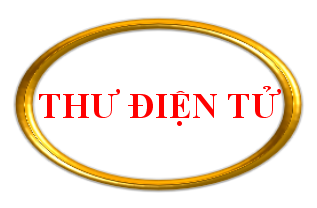 THƯ ĐIỆN TỬ